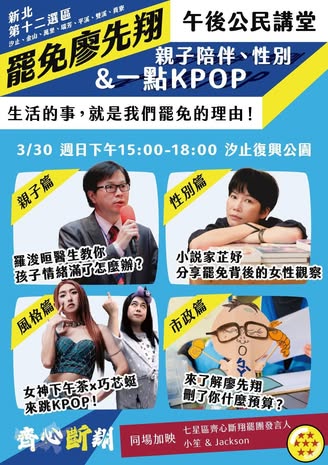 新北
第十二選區
汐止、金山、萬里、瑞芳、平溪、雙溪、貢寮
罷免廖先翔
午後公民講堂
親子陪伴、性別
&一點KPOP
生活的事，就是我們罷免的理由！
3/30 週日下午15:00-18:00 汐止復興公園
親子篇
羅浚晅醫生教你
孩子情緒滿了怎麼辦？
性別篇
小說家芷妤
分享罷免背後的女性觀察
風格篇
女神下午茶x巧芯蜓
來跳KPOP！
市政篇
來了解廖先翔
刪了你什麼預算？
齊心斷翔
同場加映
七星區齊心斷翔罷團發言人
小笙 & Jackson